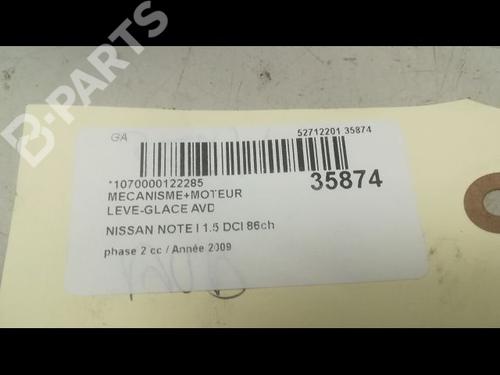 B-PARTS
GA
52712201 35874
*1070000122285
35874
MECANISME+MOTEUR
LEVE-GLACE AVD
NISSAN NOTE I 1.5 DCI 86ch
phase 2 cc / Année 2009